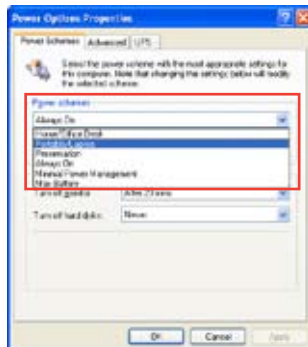 Power Options Properties
Power Schemes Advanced UPS
Select the power scheme with the most appropriate settings for
this computer. Note that changing the settings below will modify
the selected scheme.
Power schemes
Always On
Home/Office Desk
Portable/Laptop
Presentation
Always On
Minimal Power Management
Max Battery
Turn off monitor: After 20 mins
Turn off hard disks: Never
OK Cancel Apply